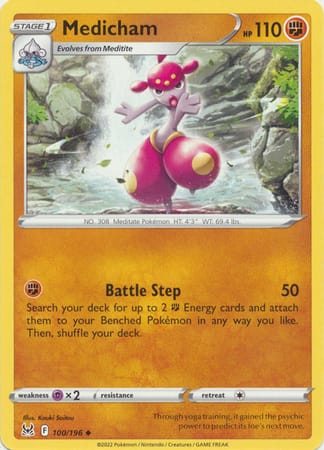 STAGE 1
Medicham
HP 110
Evolves from Meditite
NO. 308 Meditate Pokémon HT. 4'3" WT. 69.4 lbs.
Battle Step 50
Search your deck for up to 2 Energy cards and attach
them to your Benched Pokémon in any way you like.
Then, shuffle your deck.
weakness ×2 resistance retreat
Illus. Kouki Saitou
F 100/196
Through yoga training, it gained the psychic
power to predict its foe's next move.
©2022 Pokémon / Nintendo / Creatures / GAME FREAK